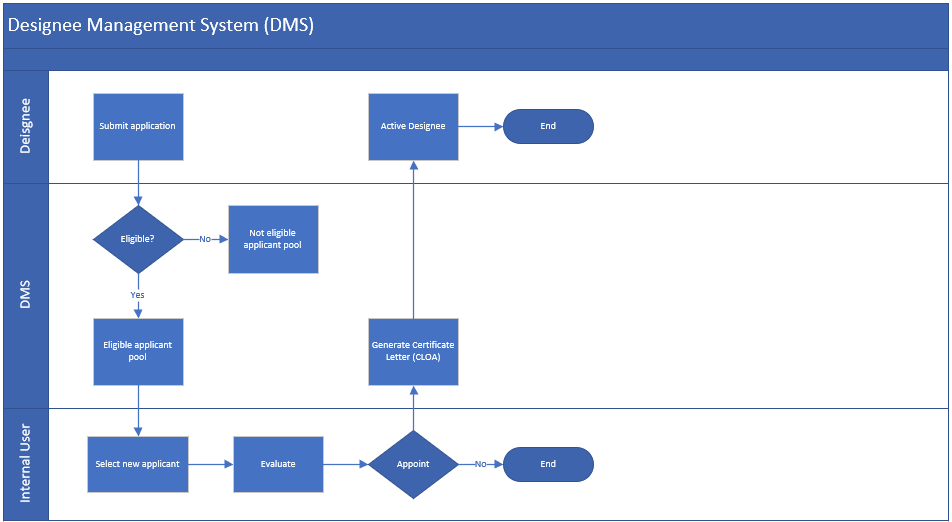 Designee Management System (DMS)
Deisgnee
Submit application
Active Designee
End
DMS
Eligible?
No
Not eligible
applicant pool
Yes
Eligible applicant
pool
Generate Certificate
Letter (CLOA)
Internal User
Select new applicant
Evaluate
Appoint
No
End